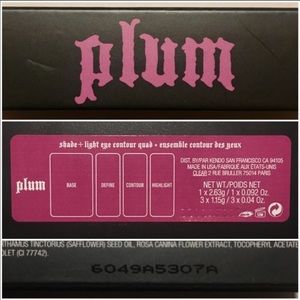 plum
shade + light eye contour quad • ensemble contour des yeux
plum
BASE
DEFINE
CONTOUR
HIGHLIGHT
DIST. BY/PAR KENDO SAN FRANCISCO CA 94105
MADE IN USA/FABRIQUÉ AUX ÉTATS-UNIS
CLEAR 2 RUE BRULLER 75014 PARIS
NET WT./POIDS NET
1 x 2.63g / 1 x 0.092 OZ.
3 x 1.15g / 3 x 0.04 OZ.
THAMUS TINCTORIUS (SAFFLOWER) SEED OIL, ROSA CANINA FLOWER EXTRACT, TOCOPHERYL ACETATE
OLET (CI 77742).
6049A5307A